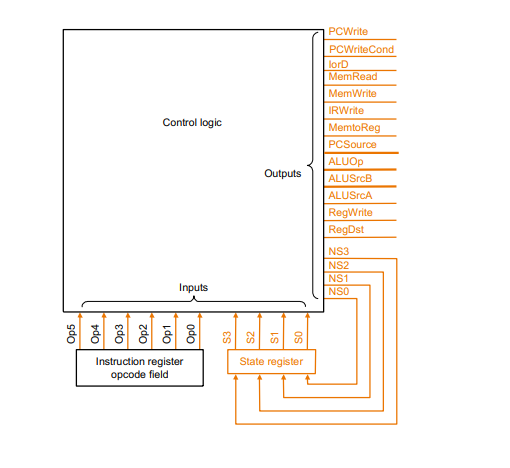 PCWrite
PCWriteCond
IorD
MemRead
MemWrite
IRWrite
MemtoReg
PCSource
ALUOp
ALUSrcB
ALUSrcA
RegWrite
RegDst
NS3
NS2
NS1
NS0
Control logic
Outputs
Inputs
Op5
Op4
Op3
Op2
Op1
Op0
S3
S2
S1
S0
Instruction register
opcode field
State register